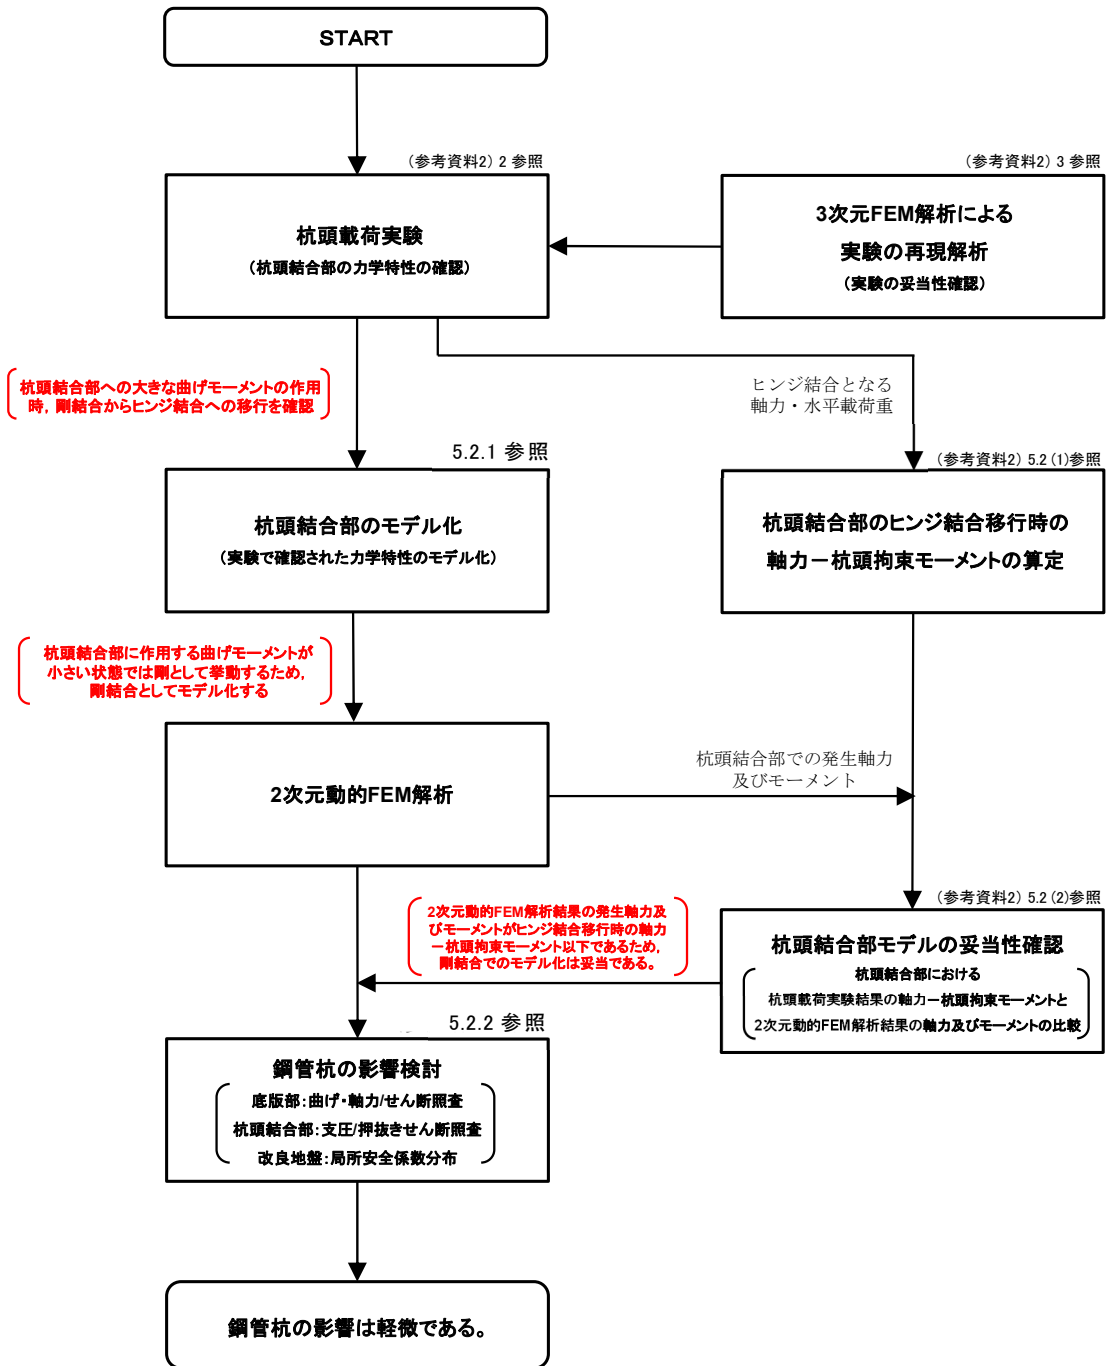 START
(参考資料2) 2 参照
杭頭載荷実験
(杭頭結合部の力学特性の確認)
(参考資料2) 3 参照
3次元FEM解析による
実験の再現解析
(実験の妥当性確認)
杭頭結合部への大きな曲げモーメントの作用
時, 剛結合からヒンジ結合への移行を確認
ヒンジ結合となる
軸力・水平載荷重
5.2.1 参照
杭頭結合部のモデル化
(実験で確認された力学特性のモデル化)
(参考資料2) 5.2 (1)参照
杭頭結合部のヒンジ結合移行時の
軸力－杭頭拘束モーメントの算定
杭頭結合部に作用する曲げモーメントが
小さい状態では剛として挙動するため,
剛結合としてモデル化する
2次元動的FEM解析
杭頭結合部での発生軸力
及びモーメント
(参考資料2) 5.2 (2)参照
杭頭結合部モデルの妥当性確認
杭頭結合部における
杭頭載荷実験結果の軸力－杭頭拘束モーメントと
2次元動的FEM解析結果の軸力及びモーメントの比較
2次元動的FEM解析結果の発生軸力及
びモーメントがヒンジ結合移行時の軸力
－杭頭拘束モーメント以下であるため,
剛結合でのモデル化は妥当である。
5.2.2 参照
鋼管杭の影響検討
底版部：曲げ・軸力/せん断照査
杭頭結合部：支圧/押抜きせん断照査
改良地盤：局所安全係数分布
鋼管杭の影響は軽微である。